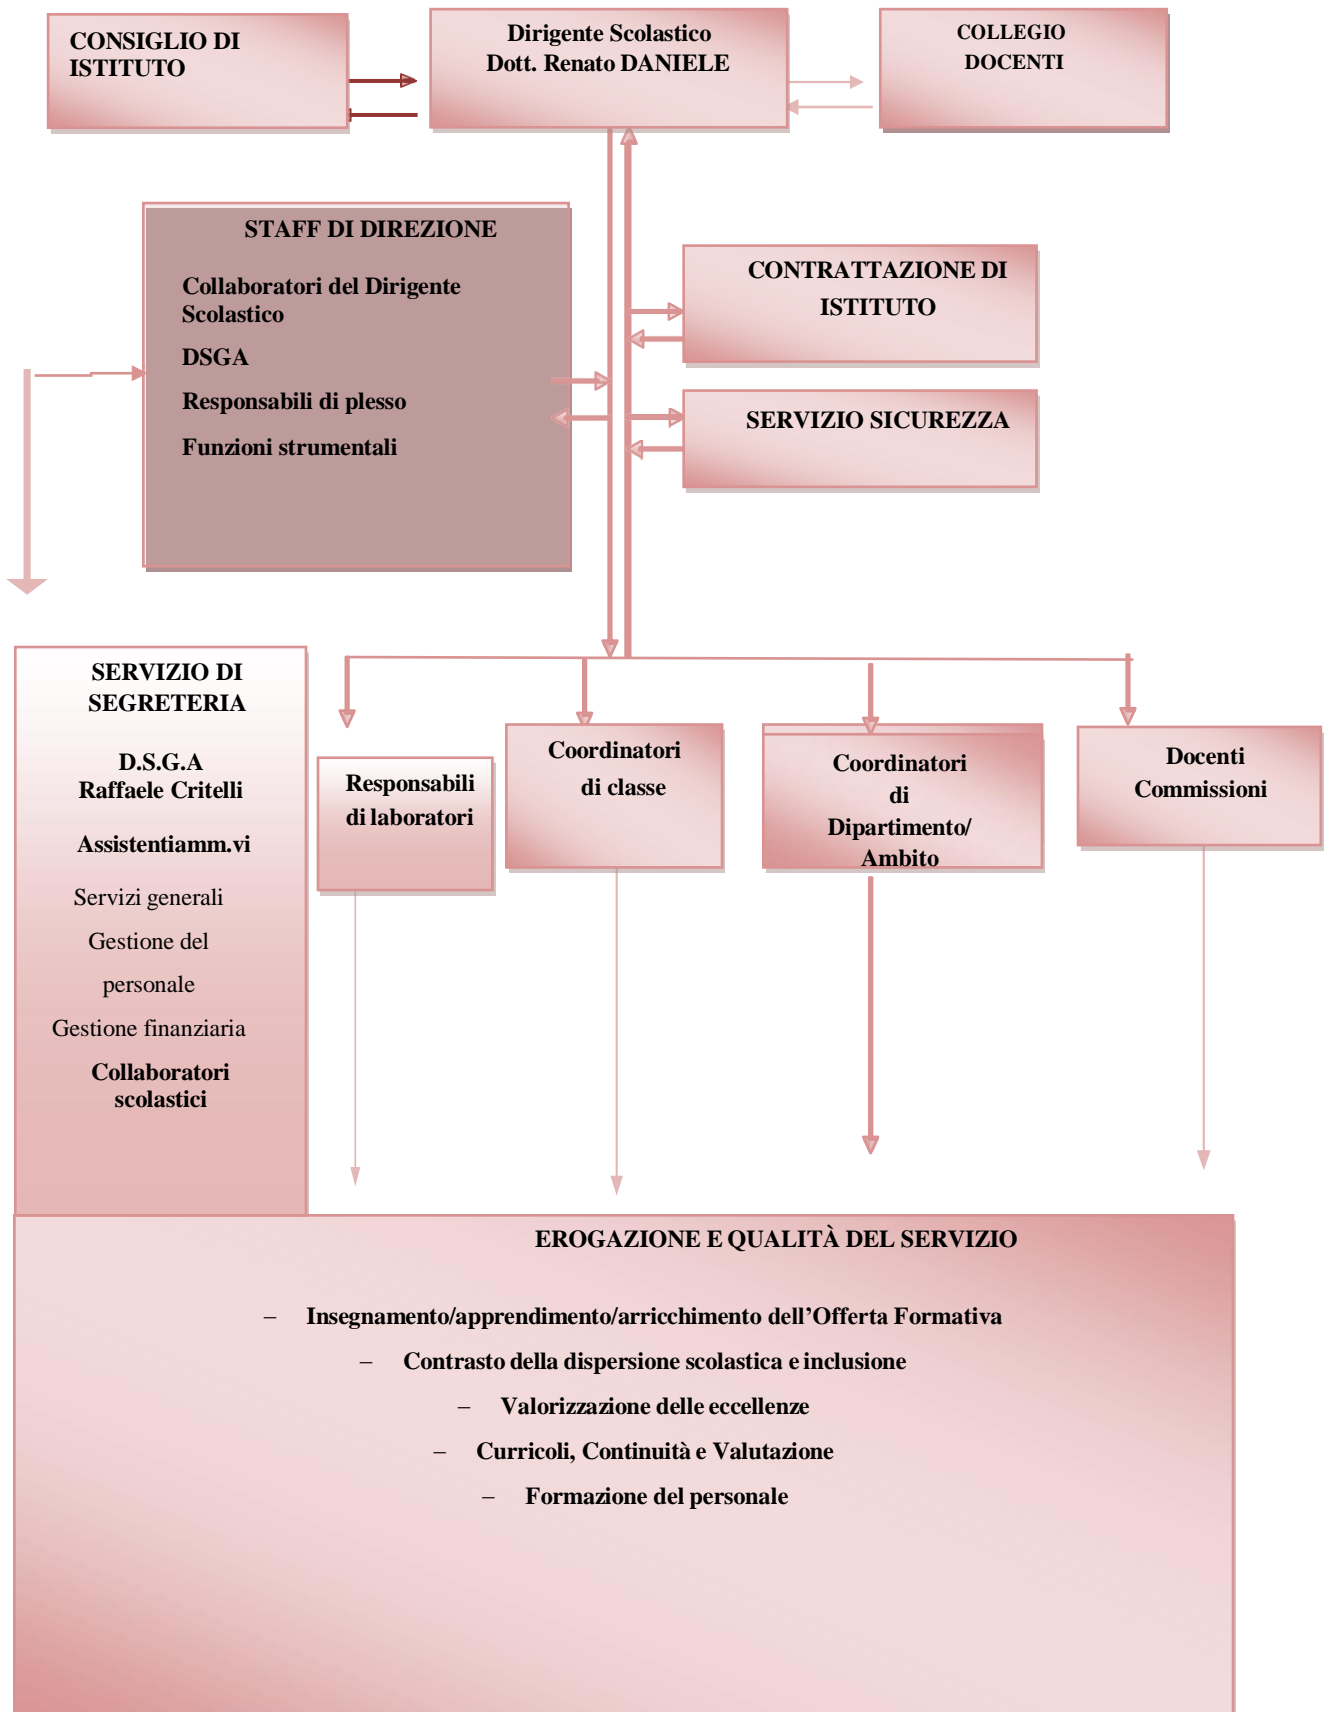 CONSIGLIO DI
ISTITUTO
Dirigente Scolastico
Dott. Renato DANIELE
COLLEGIO
DOCENTI
STAFF DI DIREZIONE
Collaboratori del Dirigente
Scolastico
DSGA
Responsabili di plesso
Funzioni strumentali
CONTRATTAZIONE DI
ISTITUTO
SERVIZIO SICUREZZA
SERVIZIO DI
SEGRETERIA
D.S.G.A
Raffaele Critelli
Assistentiamm.vi
Servizi generali
Gestione del
personale
Gestione finanziaria
Collaboratori
scolastici
Responsabili
di laboratori
Coordinatori
di classe
Coordinatori
di
Dipartimento/
Ambito
Docenti
Commissioni
EROGAZIONE E QUALITÀ DEL SERVIZIO
– Insegnamento/apprendimento/arricchimento dell’Offerta Formativa
– Contrasto della dispersione scolastica e inclusione
– Valorizzazione delle eccellenze
– Curricoli, Continuità e Valutazione
– Formazione del personale